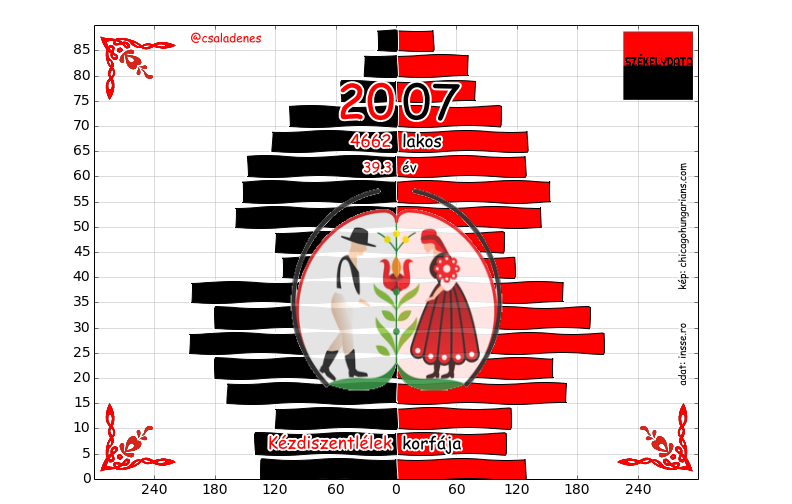 @csaladenes
SZÉKELYDATA
2007
4662 lakos
39.3 év
kép: chicagohungarians.com
adat: insse.ro
Kézdiszentlélek korfája
85
80
75
70
65
60
55
50
45
40
35
30
25
20
15
10
5
0
240 180 120 60 0 60 120 180 240